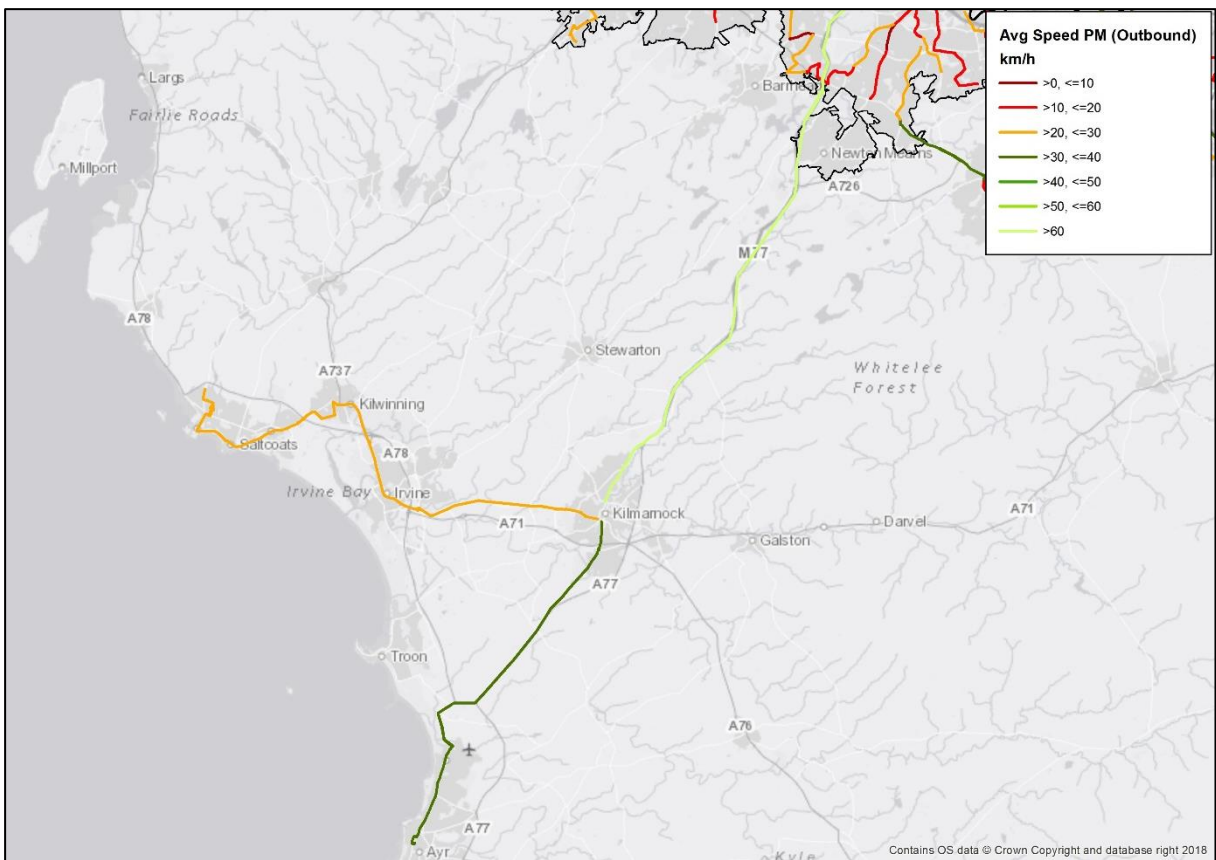 Avg Speed PM (Outbound)
km/h
>0, <=10
>10, <=20
>20, <=30
>30, <=40
>40, <=50
>50, <=60
>60
Largs
Fairlie Roads
Millport
Newton Mearns
A726
M77
A78
Stewarton
Whitelee
Forest
A737
Kilwinning
Saltcoats
A78
Irvine Bay
Irvine
A71
Kilmarnock
A71
Darvel
Galston
A77
Troon
A76
A77
Ayr
Kyle
Contains OS data © Crown Copyright and database right 2018